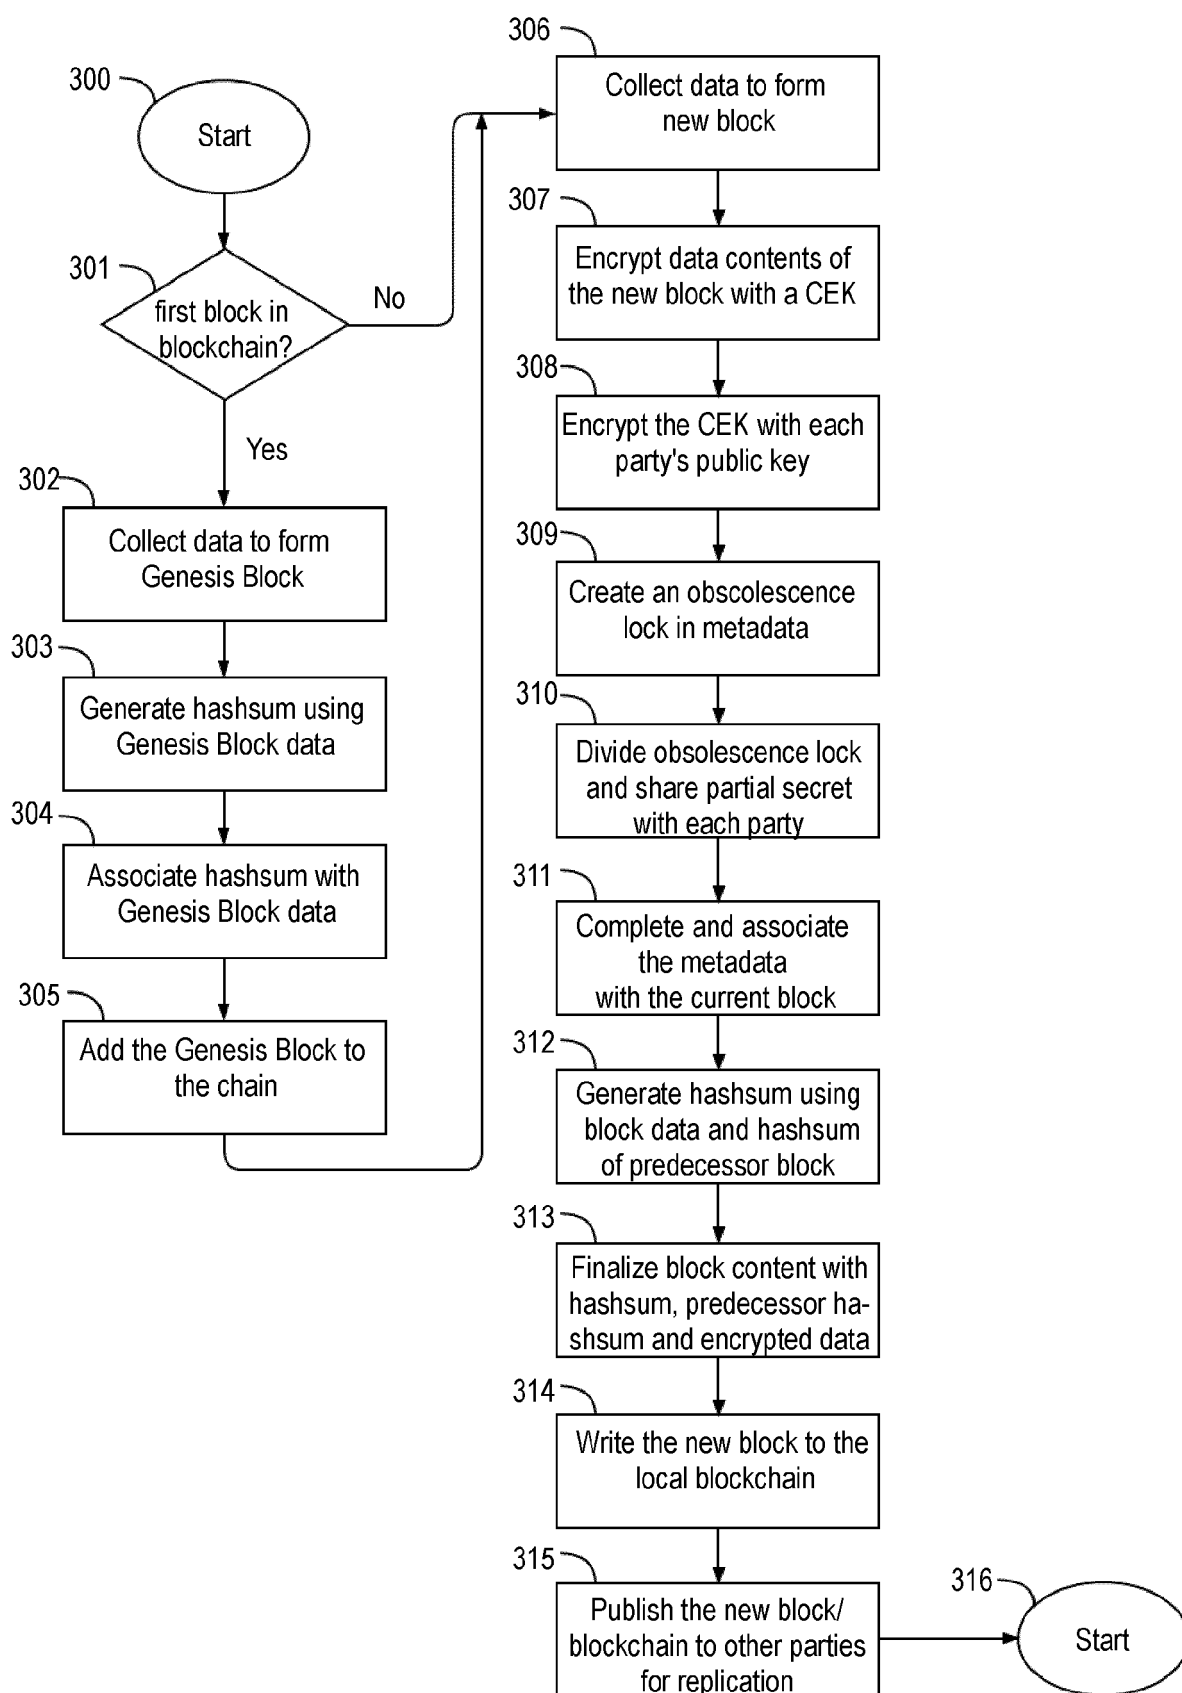 300
Start
301
first block in
blockchain?
No
Yes
302
Collect data to form
Genesis Block
303
Generate hashsum using
Genesis Block data
304
Associate hashsum with
Genesis Block data
305
Add the Genesis Block to
the chain
306
Collect data to form
new block
307
Encrypt data contents of
the new block with a CEK
308
Encrypt the CEK with each
party's public key
309
Create an obscolescence
lock in metadata
310
Divide obsolescence lock
and share partial secret
with each party
311
Complete and associate
the metadata
with the current block
312
Generate hashsum using
block data and hashsum
of predecessor block
313
Finalize block content with
hashsum, predecessor ha-
shsum and encrypted data
314
Write the new block to the
local blockchain
315
Publish the new block/
blockchain to other parties
for replication
316
Start